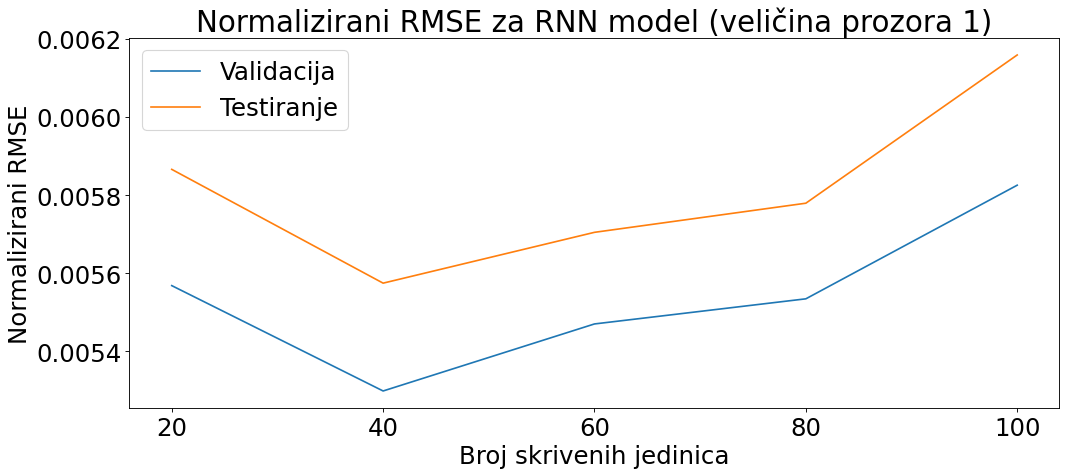 Normalizirani RMSE za RNN model (veličina prozora 1)
Normalizirani RMSE
0.0062
0.0060
0.0058
0.0056
0.0054
Validacija
Testiranje
20 40 60 80 100
Broj skrivenih jedinica